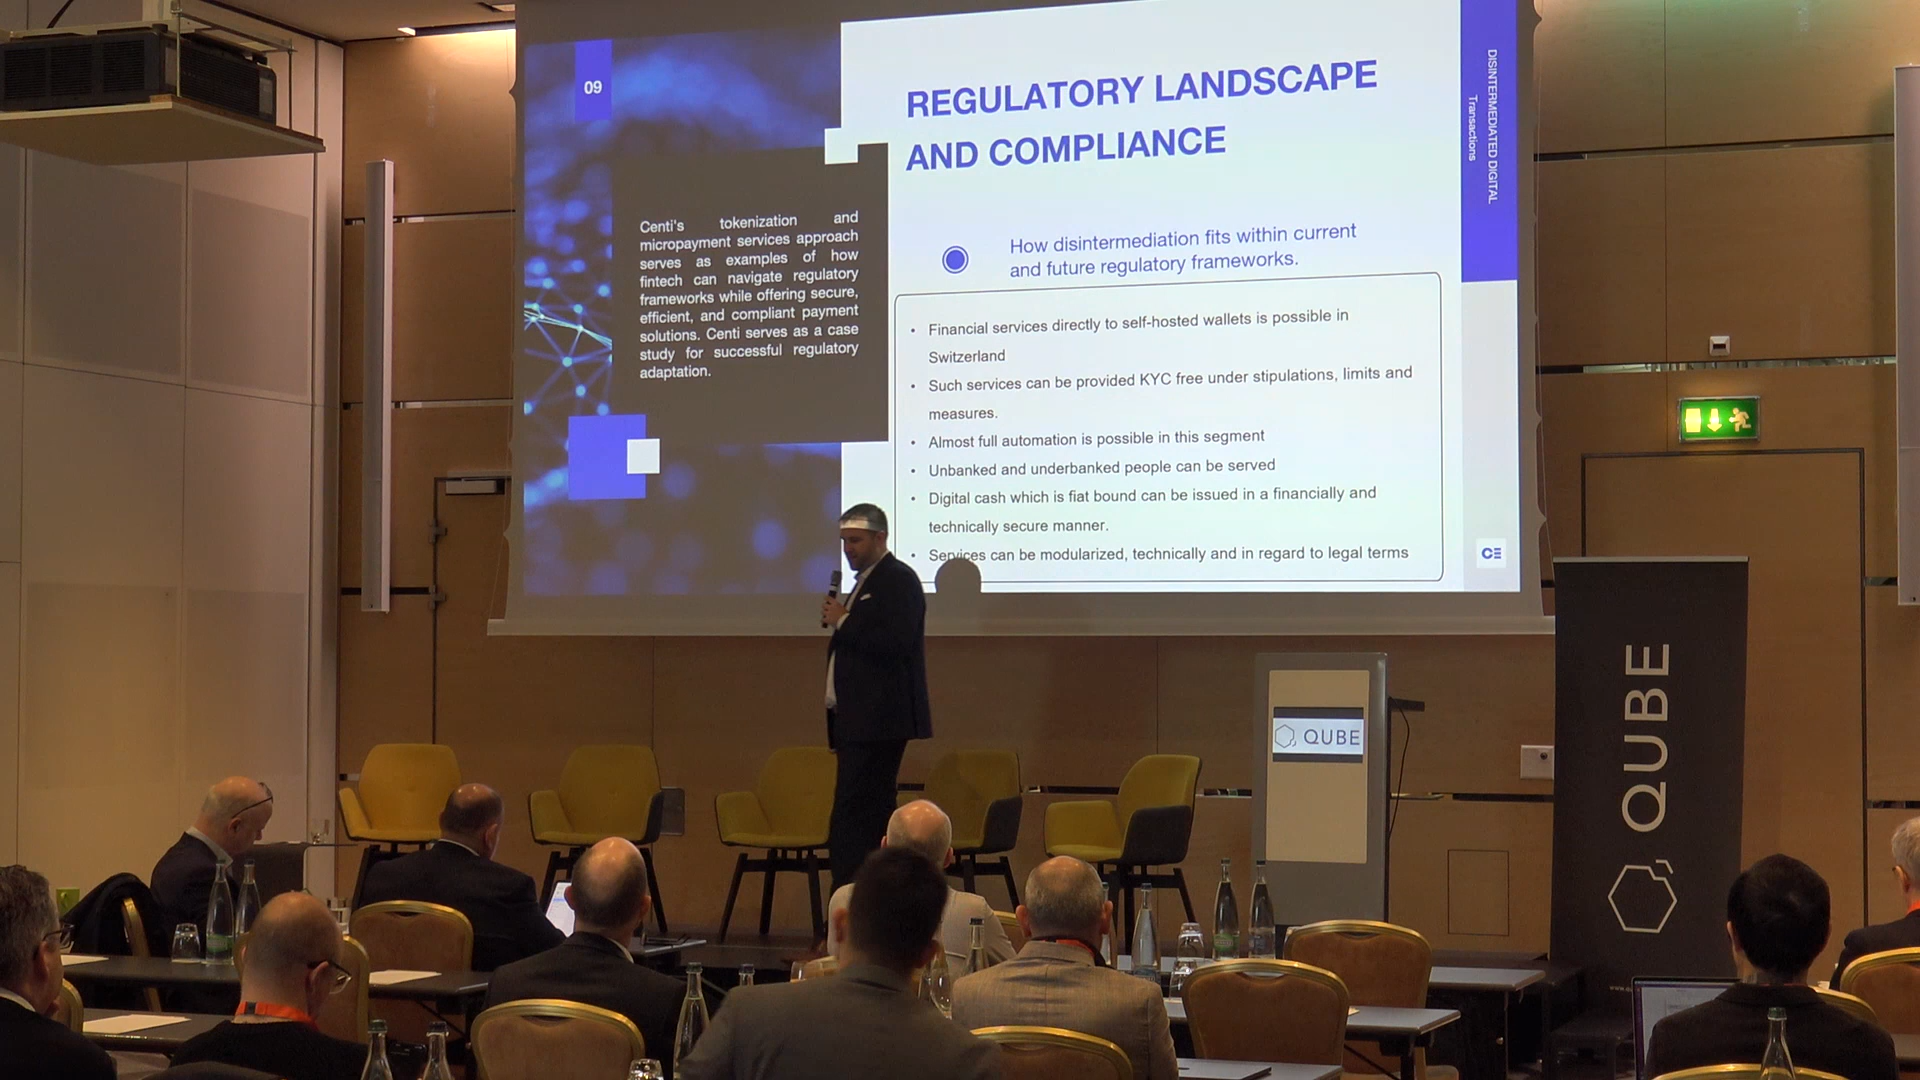 09
Centi's tokenization and
micropayment services approach
serves as examples of how
fintech can navigate regulatory
frameworks while offering secure,
efficient, and compliant payment
solutions. Centi serves as a case
study for successful regulatory
adaptation.
REGULATORY LANDSCAPE
AND COMPLIANCE
How disintermediation fits within current
and future regulatory frameworks.
• Financial services directly to self-hosted wallets is possible in
Switzerland
• Such services can be provided KYC free under stipulations, limits and
measures.
• Almost full automation is possible in this segment
• Unbanked and underbanked people can be served
• Digital cash which is fiat bound can be issued in a financially and
technically secure manner.
• Services can be modularized, technically and in regard to legal terms
DISINTERMEDIATED DIGITAL
Transactions
CE
QUBE
QUBE